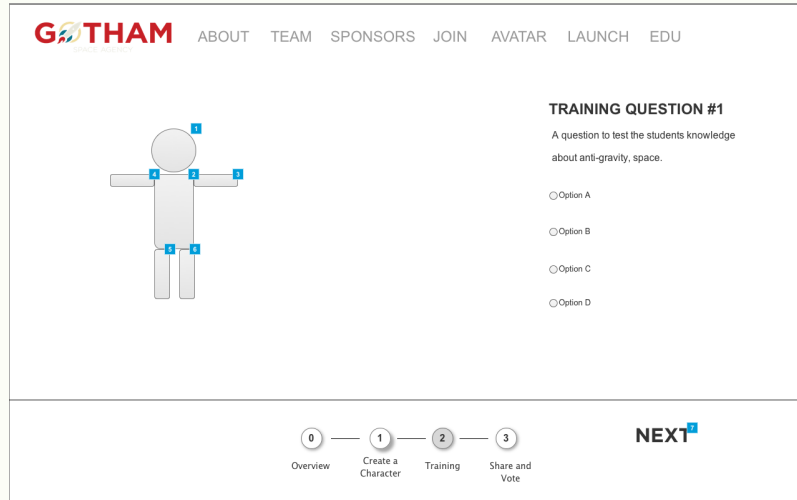 GOTHAM ABOUT TEAM SPONSORS JOIN AVATAR LAUNCH EDU
SPACE AGENCY
TRAINING QUESTION #1
A question to test the students knowledge
about anti-gravity, space.
1
4 2 3
Option A
Option B
5 6
Option C
Option D
0 1 2 3
NEXT 7
Overview
Create a
Character
Training
Share and
Vote